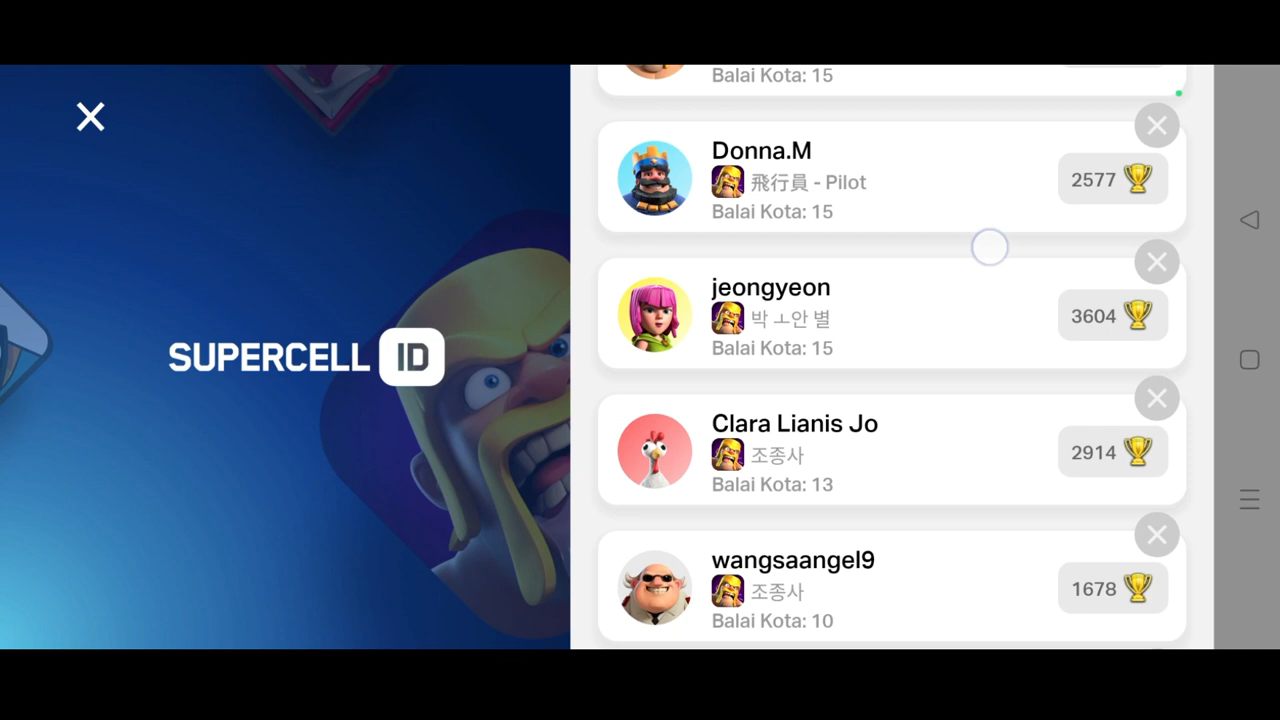 Balai Kota: 15
Donna.M
飛行員 - Pilot
Balai Kota: 15
2577
jeongyeon
박 ㅗ안 별
Balai Kota: 15
3604
SUPERCELL ID
Clara Lianis Jo
조종사
Balai Kota: 13
2914
wangsaangel9
조종사
Balai Kota: 10
1678